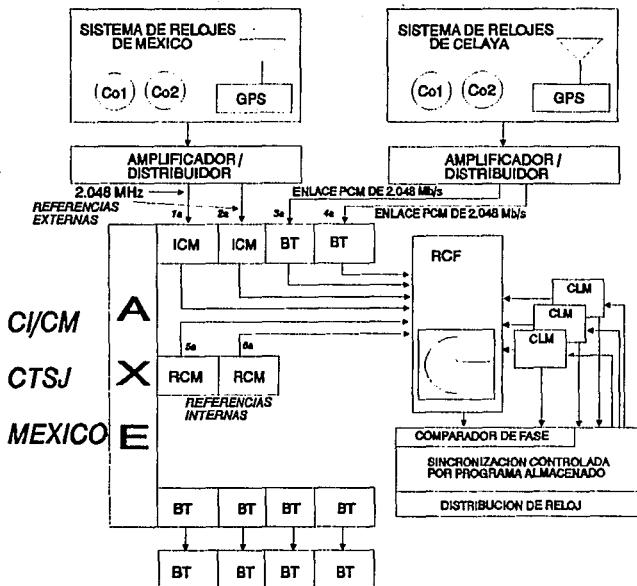 SISTEMA DE RELOJES
DE MEXICO
Co1
Co2
GPS
SISTEMA DE RELOJES
DE CELAYA
Co1
Co2
GPS
AMPLIFICADOR /
DISTRIBUIDOR
AMPLIFICADOR /
DISTRIBUIDOR
2.048 MHz
REFERENCIAS
EXTERNAS
ENLACE PCM DE 2.048 Mb/s
ENLACE PCM DE 2.048 Mb/s
1a
2a
3a
4a
ICM
ICM
BT
BT
RCF
CLM
CLM
CLM
A
X
E
CI/CM
CTSJ
MEXICO
5a
6a
RCM
RCM
REFERENCIAS
INTERNAS
COMPARADOR DE FASE
SINCRONIZACION CONTROLADA
POR PROGRAMA ALMACENADO
DISTRIBUCION DE RELOJ
BT
BT
BT
BT
BT
BT
BT
BT